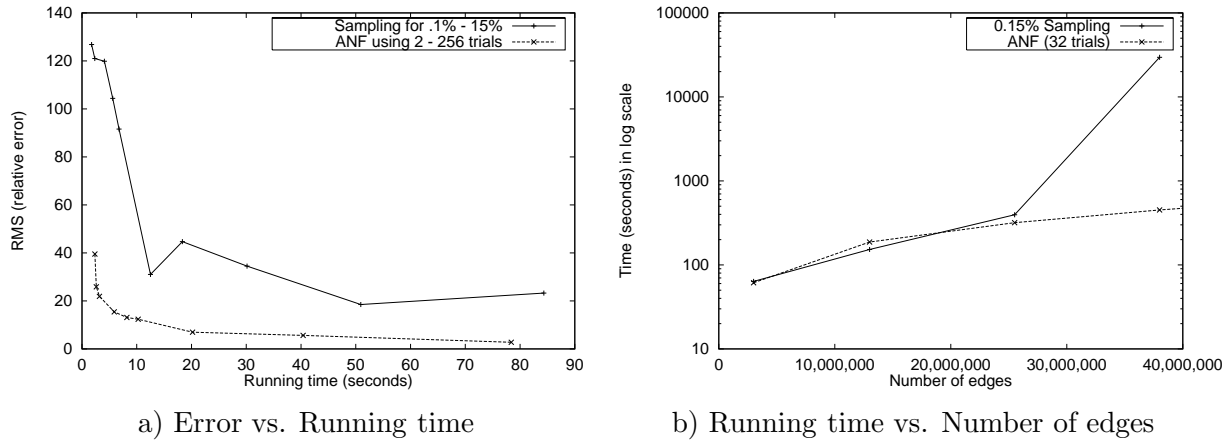 Sampling for .1% - 15%
ANF using 2 - 256 trials
RMS (relative error)
140
120
100
80
60
40
20
0
0 10 20 30 40 50 60 70 80 90
Running time (seconds)
a) Error vs. Running time
0.15% Sampling
ANF (32 trials)
Time (seconds) in log scale
100000
10000
1000
100
10
0 10,000,000 20,000,000 30,000,000 40,000,000
Number of edges
b) Running time vs. Number of edges